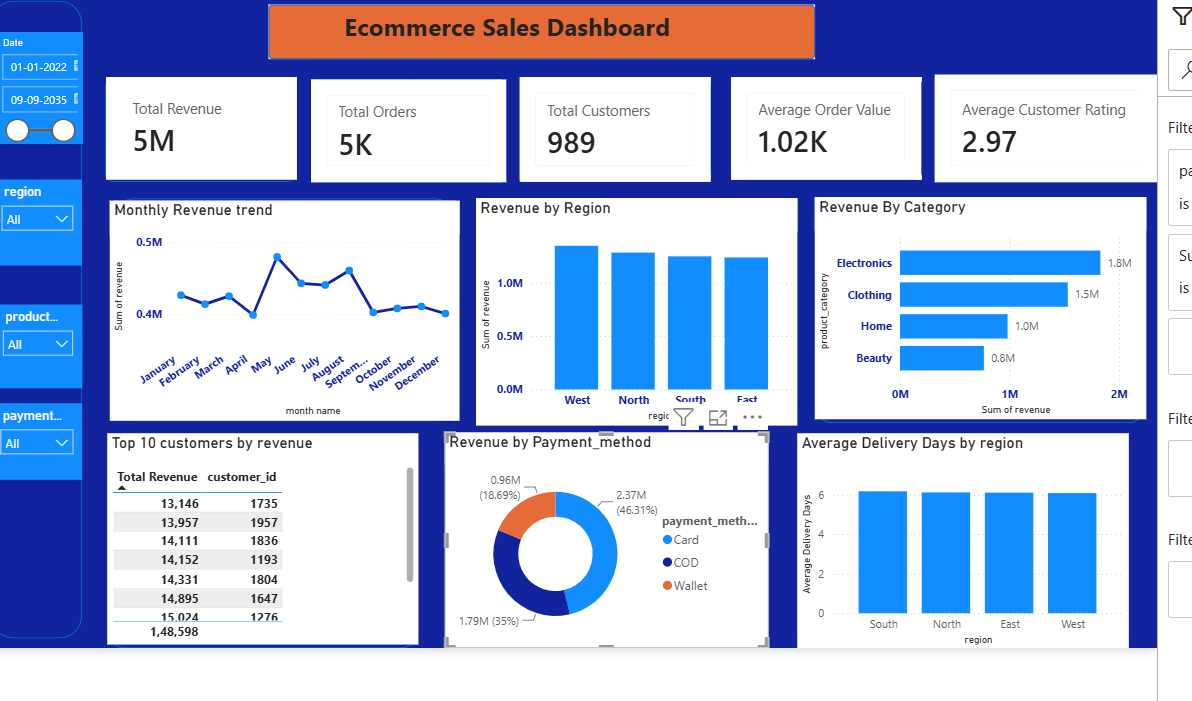 Ecommerce Sales Dashboard
Date
01-01-2022
09-09-2035
region
All
product...
All
payment...
All
Total Revenue
5M
Total Orders
5K
Total Customers
989
Average Order Value
1.02K
Average Customer Rating
2.97
Monthly Revenue trend
Sum of revenue
0.5M
0.4M
January
February
March
April
May
June
July
August
Septem...
October
November
December
month name
Revenue by Region
Sum of revenue
1.0M
0.5M
0.0M
West
North
South
East
Revenue By Category
product_category
Electronics
1.8M
Clothing
1.5M
Home
1.0M
Beauty
0.8M
0M
1M
2M
Sum of revenue
Top 10 customers by revenue
Total Revenue customer_id
13,146 1735
13,957 1957
14,111 1836
14,152 1193
14,331 1804
14,895 1647
15,024 1276
1,48,598
Revenue by Payment_method
0.96M
(18.69%)
2.37M
(46.31%)
1.79M (35%)
payment_meth...
Card
COD
Wallet
Average Delivery Days by region
Average Delivery Days
6
4
2
0
South
North
East
West
region
Filte
pa
is
Su
is
Filte
Filte